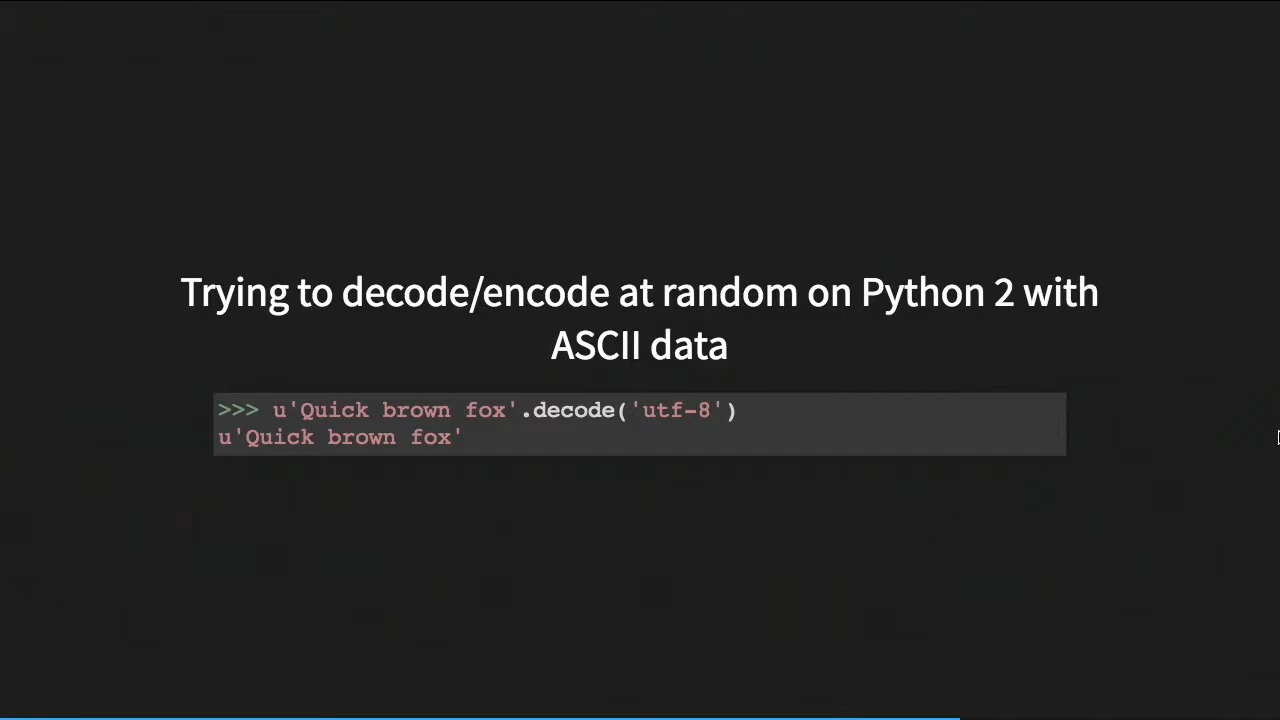 Trying to decode/encode at random on Python 2 with
ASCII data
>>> u'Quick brown fox'.decode('utf-8')
u'Quick brown fox'